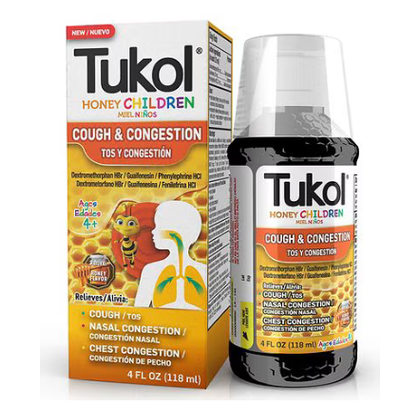 NEW / NUEVO
Tukol®
HONEY CHILDREN
MIEL NIÑOS
COUGH & CONGESTION
TOS Y CONGESTIÓN
Dextromethorphan HBr / Guaifenesin / Phenylephrine HCl
Dextrometorfano HBr / Guaifenesina / Fenilefrina HCl
Ages
Edades 4+
HONEY FLAVOR
Relieves/Alivia:
COUGH / TOS
NASAL CONGESTION /
CONGESTIÓN NASAL
CHEST CONGESTION /
CONGESTIÓN DE PECHO
4 FL OZ (118 ml)
Tukol®
HONEY CHILDREN
MIEL NIÑOS
COUGH & CONGESTION
TOS Y CONGESTIÓN
Dextromethorphan HBr / Guaifenesin / Phenylephrine HCl
Dextrometorfano HBr / Guaifenesina / Fenilefrina HCl
Relieves/Alivia:
COUGH / TOS
NASAL CONGESTION /
CONGESTIÓN NASAL
CHEST CONGESTION /
CONGESTIÓN DE PECHO
Ages
Edades 4+
4 FL OZ (118 ml)